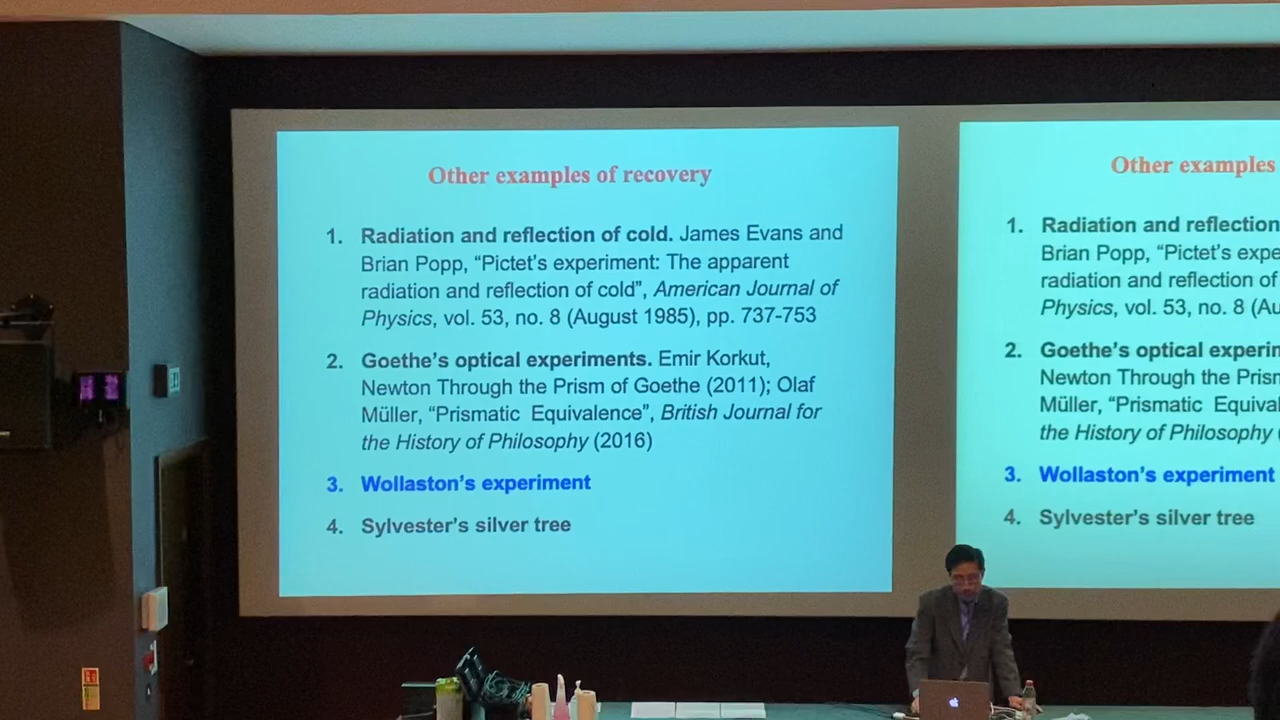 Other examples of recovery
1. Radiation and reflection of cold. James Evans and
Brian Popp, “Pictet’s experiment: The apparent
radiation and reflection of cold”, American Journal of
Physics, vol. 53, no. 8 (August 1985), pp. 737-753
2. Goethe’s optical experiments. Emir Korkut,
Newton Through the Prism of Goethe (2011); Olaf
Müller, “Prismatic Equivalence”, British Journal for
the History of Philosophy (2016)
3. Wollaston’s experiment
4. Sylvester’s silver tree
Other examples
1. Radiation and reflection
Brian Popp, “Pictet’s expe
radiation and reflection of
Physics, vol. 53, no. 8 (Au
2. Goethe’s optical experim
Newton Through the Prism
Müller, “Prismatic Equival
the History of Philosophy (
3. Wollaston’s experiment
4. Sylvester’s silver tree